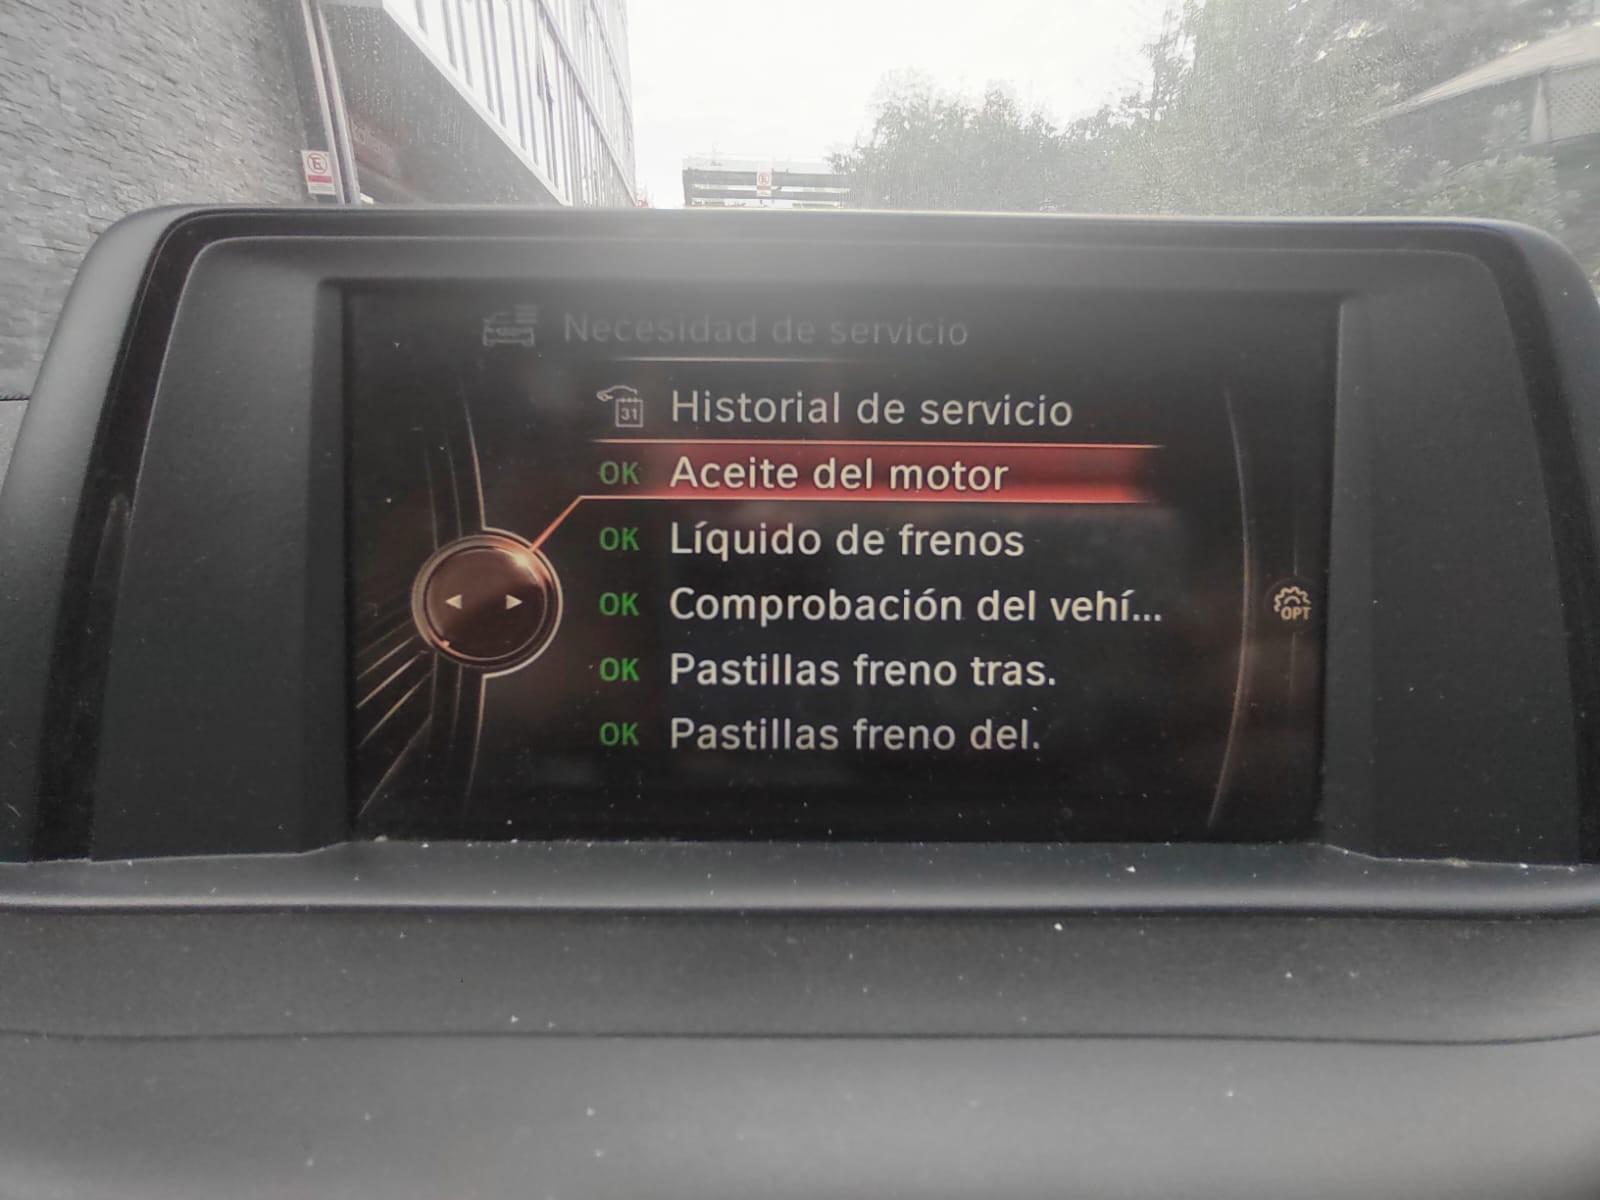 Necesidad de servicio
31 Historial de servicio
OK Aceite del motor
OK Líquido de frenos
OK Comprobación del vehí...
OK Pastillas freno tras.
OK Pastillas freno del.
OPT